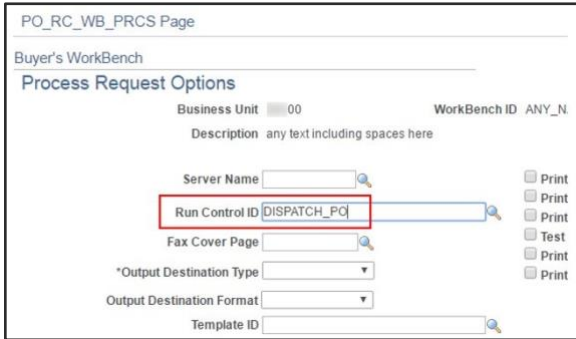 PO_RC_WB_PRCS Page
Buyer's WorkBench
Process Request Options
Business Unit 00 WorkBench ID ANY_N
Description any text including spaces here
Server Name Print
Print
Run Control ID DISPATCH_PO Print
Fax Cover Page Test
Print
*Output Destination Type Print
Output Destination Format
Template ID